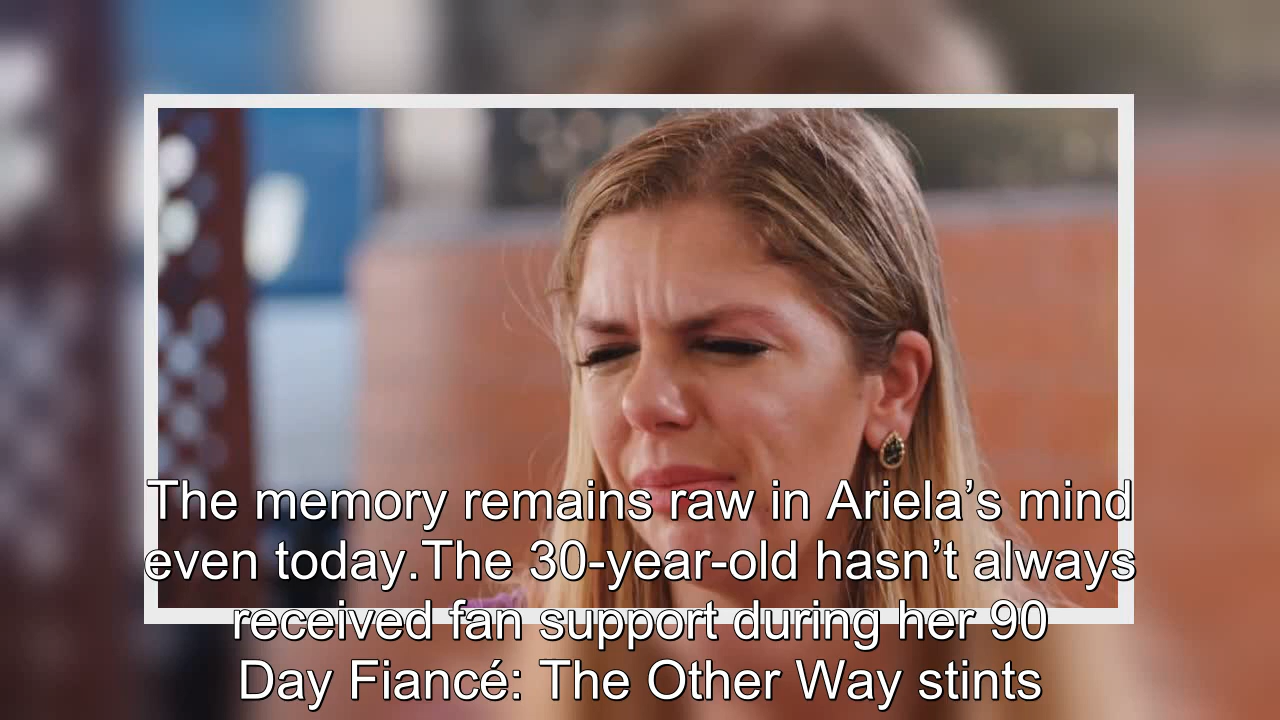 The memory remains raw in Ariela’s mind
even today.The 30-year-old hasn’t always
received fan support during her 90
Day Fiancé: The Other Way stints